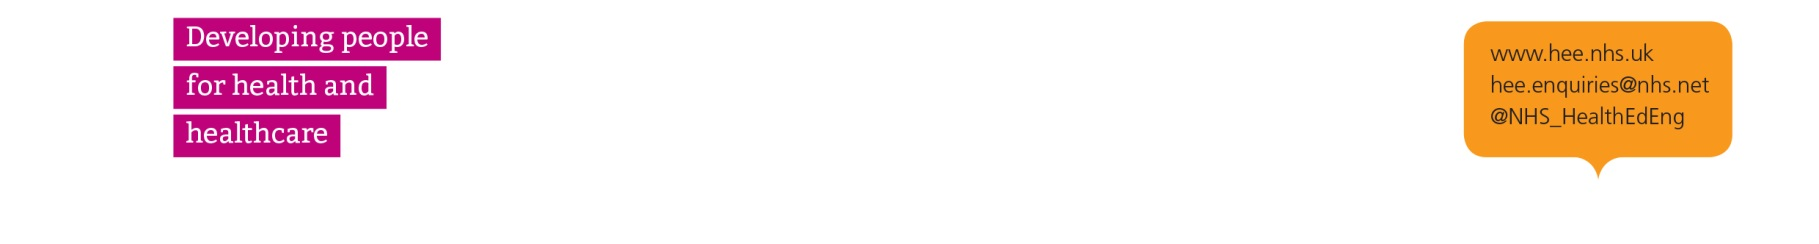 Developing people
for health and
healthcare
www.hee.nhs.uk
hee.enquiries@nhs.net
@NHS_HealthEdEng